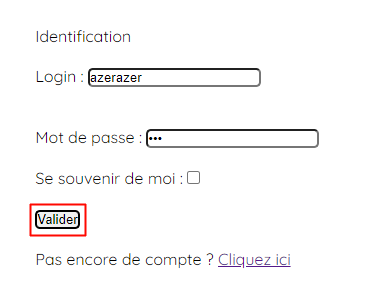 Identification
Login : azerazer
Mot de passe : •••
Se souvenir de moi :
Valider
Pas encore de compte ? Cliquez ici